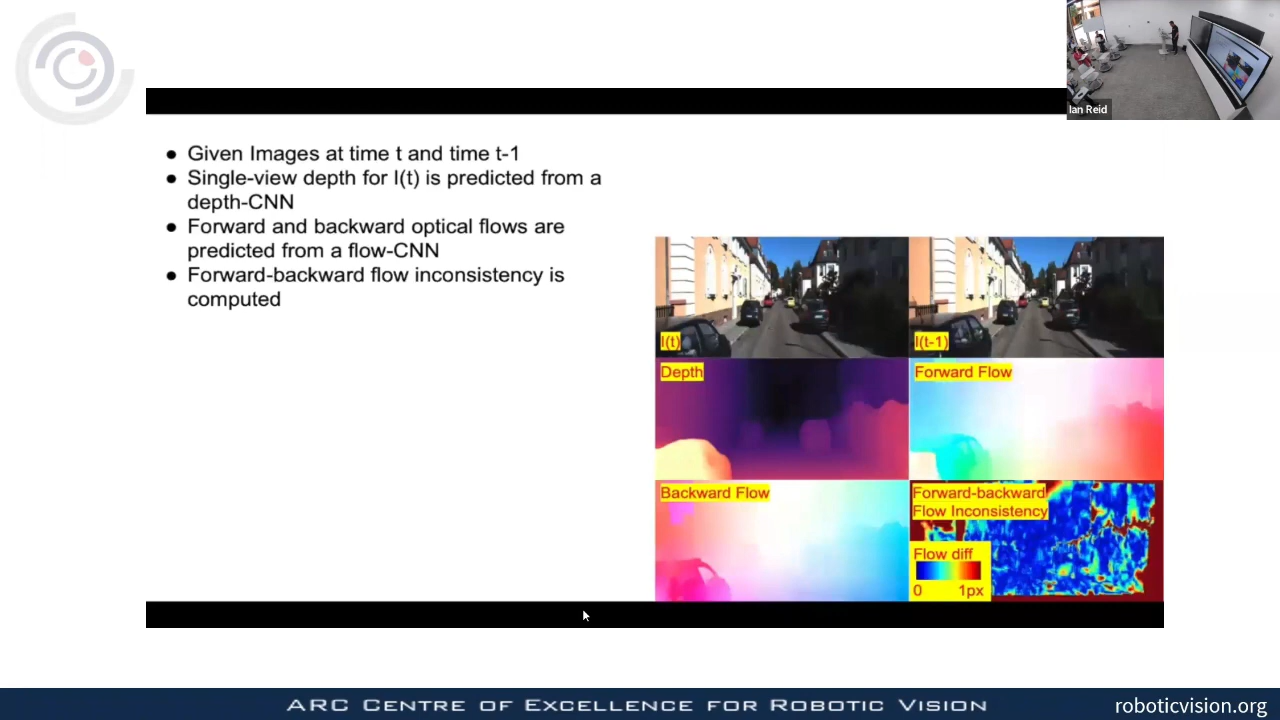 Ian Reid
● Given Images at time t and time t-1
● Single-view depth for I(t) is predicted from a
depth-CNN
● Forward and backward optical flows are
predicted from a flow-CNN
● Forward-backward flow inconsistency is
computed
I(t)
I(t-1)
Depth
Forward Flow
Backward Flow
Forward-backward
Flow Inconsistency
Flow diff
0 1px
ARC Centre of Excellence for Robotic Vision
roboticvision.org